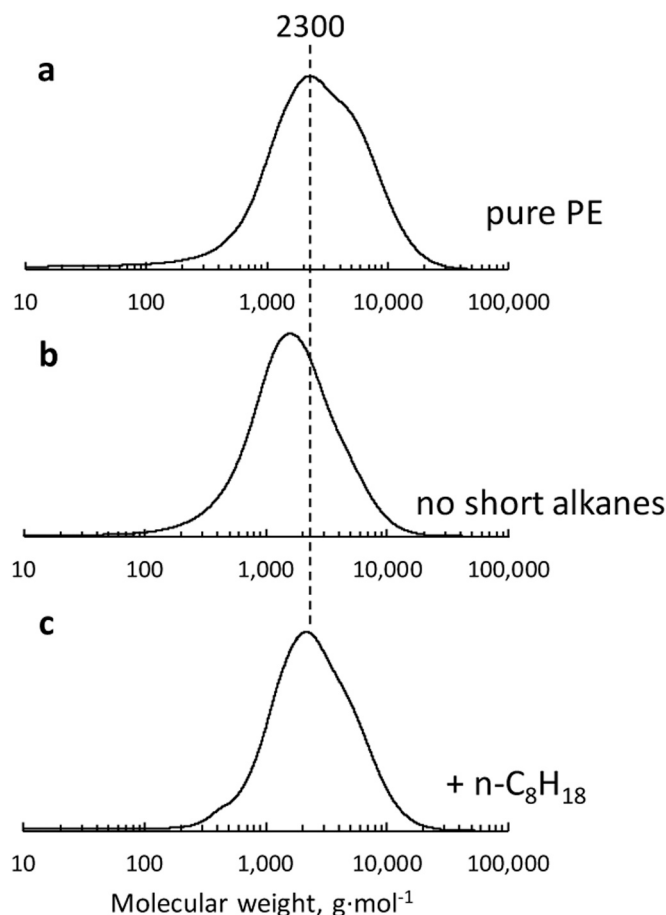 2300
a
pure PE
10 100 1,000 10,000 100,000
b
no short alkanes
10 100 1,000 10,000 100,000
c
+ n-C₈H₁₈
10 100 1,000 10,000 100,000
Molecular weight, g·mol⁻¹